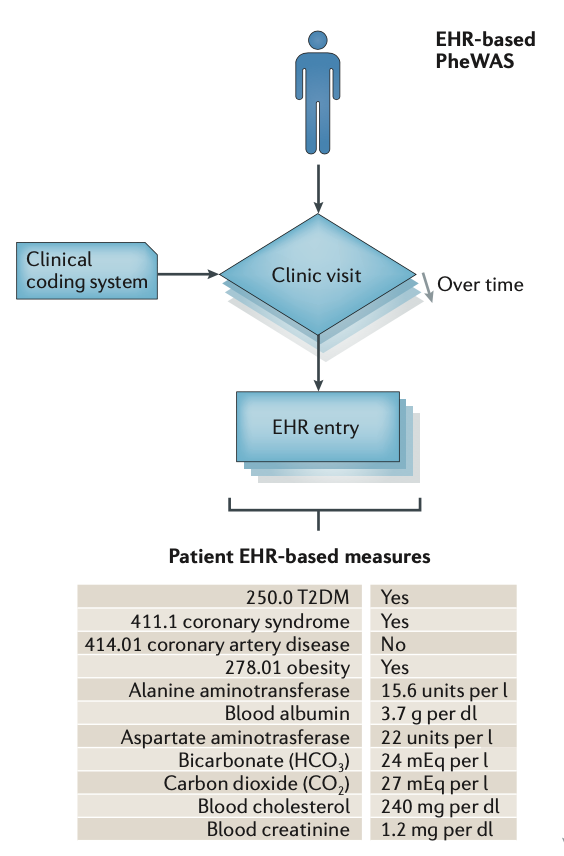 EHR-based
PheWAS
Clinical
coding system
Clinic visit
Over time
EHR entry
Patient EHR-based measures
250.0 T2DM Yes
411.1 coronary syndrome Yes
414.01 coronary artery disease No
278.01 obesity Yes
Alanine aminotransferase 15.6 units per l
Blood albumin 3.7 g per dl
Aspartate aminotrasferase 22 units per l
Bicarbonate (HCO₃) 24 mEq per l
Carbon dioxide (CO₂) 27 mEq per l
Blood cholesterol 240 mg per dl
Blood creatinine 1.2 mg per dl